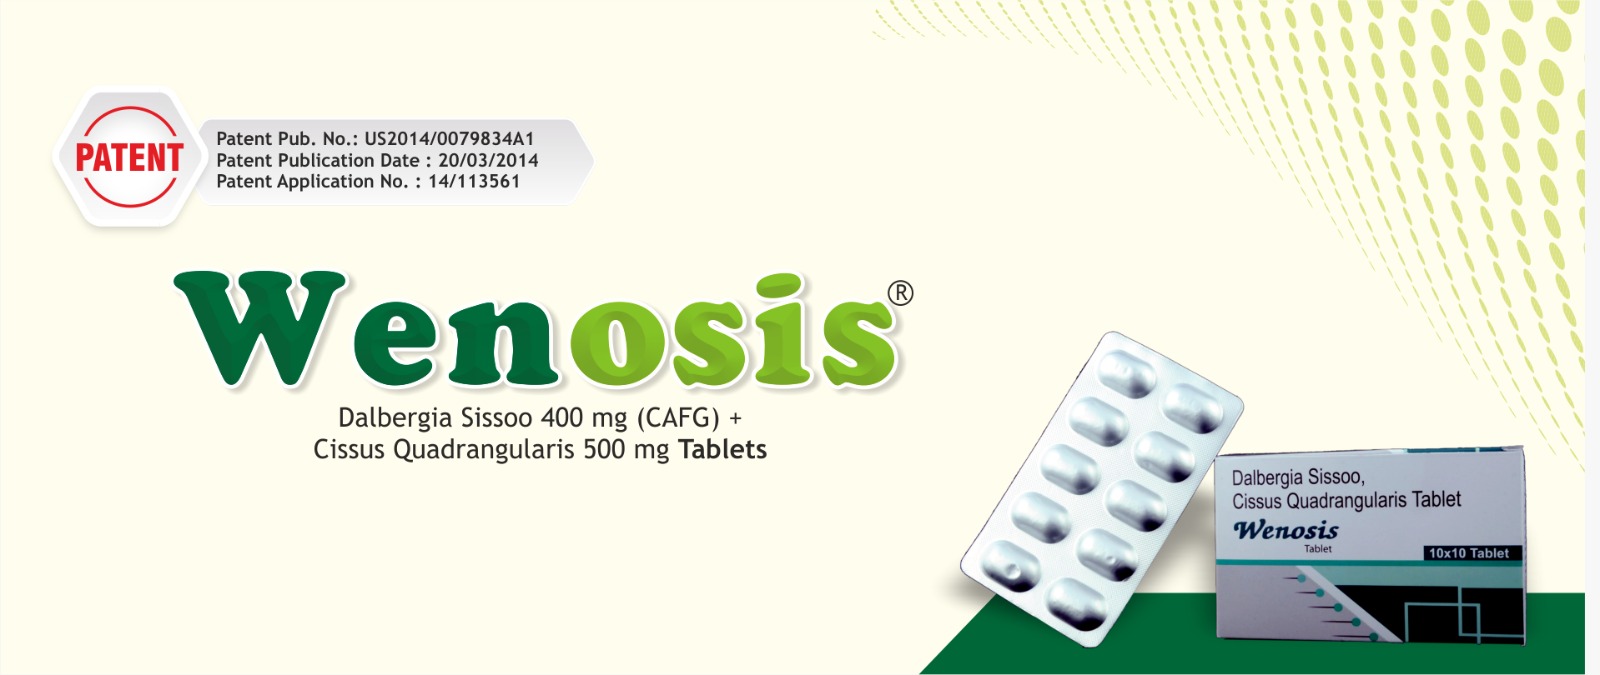 PATENT
Patent Pub. No.: US2014/0079834A1
Patent Publication Date : 20/03/2014
Patent Application No. : 14/113561
Wenosis®
Dalbergia Sissoo 400 mg (CAFG) +
Cissus Quadrangularis 500 mg Tablets
Dalbergia Sissoo,
Cissus Quadrangularis Tablet
Wenosis
Tablet
10x10 Tablet